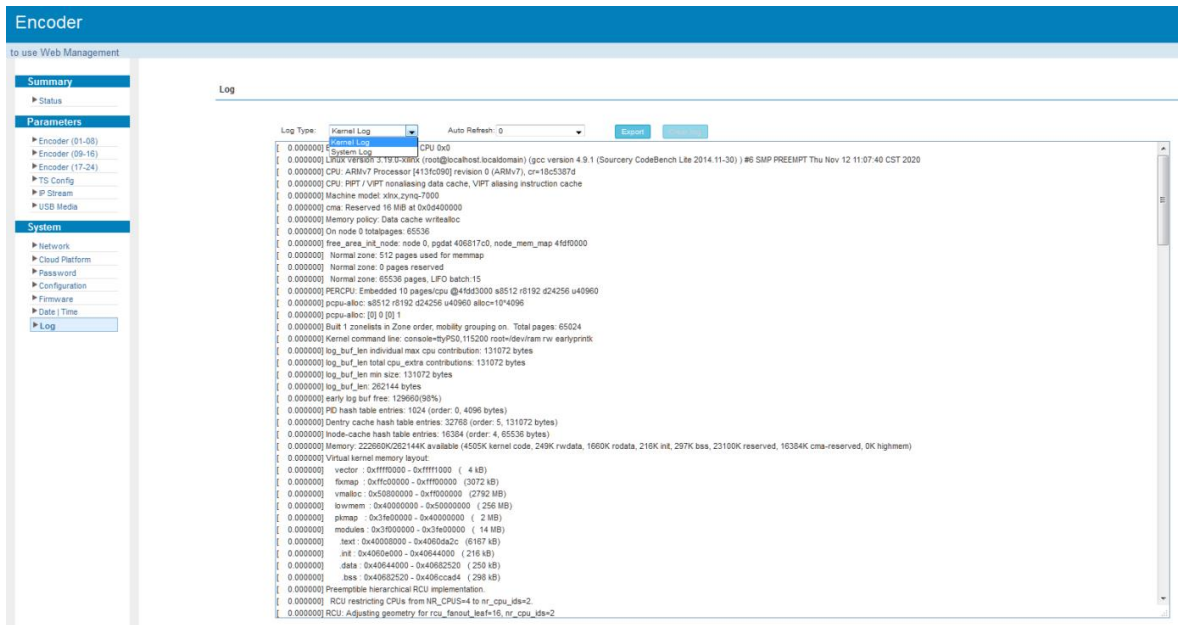 Encoder
to use Web Management
Summary
Status
Parameters
Encoder (01-08)
Encoder (09-16)
Encoder (17-24)
TS Config
IP Stream
USB Media
System
Network
Cloud Platform
Password
Configuration
Firmware
Date | Time
Log
Log
Log Type: Kernel Log Auto Refresh: 0 Export
Kernel Log
System Log
[ 0.000000] CPU 0x0
[ 0.000000] Linux version 3.19.0-xilinx (root@localhost.localdomain) (gcc version 4.9.1 (Sourcery CodeBench Lite 2014.11-30) ) #6 SMP PREEMPT Thu Nov 12 11:07:40 CST 2020
[ 0.000000] CPU: ARMv7 Processor [413fc090] revision 0 (ARMv7), cr=18c5387d
[ 0.000000] CPU: PIPT / VIPT nonaliasing data cache, VIPT aliasing instruction cache
[ 0.000000] Machine model: xlnx,zynq-7000
[ 0.000000] cma: Reserved 16 MiB at 0x0d400000
[ 0.000000] Memory policy: Data cache writealloc
[ 0.000000] On node 0 totalpages: 65536
[ 0.000000] free_area_init_node: node 0, pgdat 406817c0, node_mem_map 4fdf0000
[ 0.000000] Normal zone: 512 pages used for memmap
[ 0.000000] Normal zone: 0 pages reserved
[ 0.000000] Normal zone: 65536 pages, LIFO batch:15
[ 0.000000] PERCPU: Embedded 10 pages/cpu @4fdd3000 s8512 r8192 d24256 u40960
[ 0.000000] pcpu-alloc: s8512 r8192 d24256 u40960 alloc=10*4096
[ 0.000000] pcpu-alloc: [0] 0 [0] 1
[ 0.000000] Built 1 zonelists in Zone order, mobility grouping on. Total pages: 65024
[ 0.000000] Kernel command line: console=ttyPS0,115200 root=/dev/ram rw earlyprintk
[ 0.000000] log_buf_len individual max cpu contribution: 131072 bytes
[ 0.000000] log_buf_len total cpu_extra contributions: 131072 bytes
[ 0.000000] log_buf_len min size: 131072 bytes
[ 0.000000] log_buf_len: 262144 bytes
[ 0.000000] early log buf free: 129660(98%)
[ 0.000000] PID hash table entries: 1024 (order: 0, 4096 bytes)
[ 0.000000] Dentry cache hash table entries: 32768 (order: 5, 131072 bytes)
[ 0.000000] Inode-cache hash table entries: 16384 (order: 4, 65536 bytes)
[ 0.000000] Memory: 222660K/262144K available (4505K kernel code, 249K rwdata, 1660K rodata, 216K init, 297K bss, 23100K reserved, 16384K cma-reserved, 0K highmem)
[ 0.000000] Virtual kernel memory layout:
[ 0.000000] vector : 0xffff0000 - 0xffff1000 ( 4 kB)
[ 0.000000] fixmap : 0xffc00000 - 0xfff00000 (3072 kB)
[ 0.000000] vmalloc : 0x50800000 - 0xff000000 (2792 MB)
[ 0.000000] lowmem : 0x40000000 - 0x50000000 ( 256 MB)
[ 0.000000] pkmap : 0x3fe00000 - 0x40000000 ( 2 MB)
[ 0.000000] modules : 0x3f000000 - 0x3fe00000 ( 14 MB)
[ 0.000000] .text : 0x40008000 - 0x4060da2c (6167 kB)
[ 0.000000] .init : 0x4060e000 - 0x40644000 ( 216 kB)
[ 0.000000] .data : 0x40644000 - 0x40682520 ( 250 kB)
[ 0.000000] .bss : 0x40682520 - 0x406ccad4 ( 298 kB)
[ 0.000000] Preemptible hierarchical RCU implementation.
[ 0.000000] RCU restricting CPUs from NR_CPUS=4 to nr_cpu_ids=2.
[ 0.000000] RCU: Adjusting geometry for rcu_fanout_leaf=16, nr_cpu_ids=2